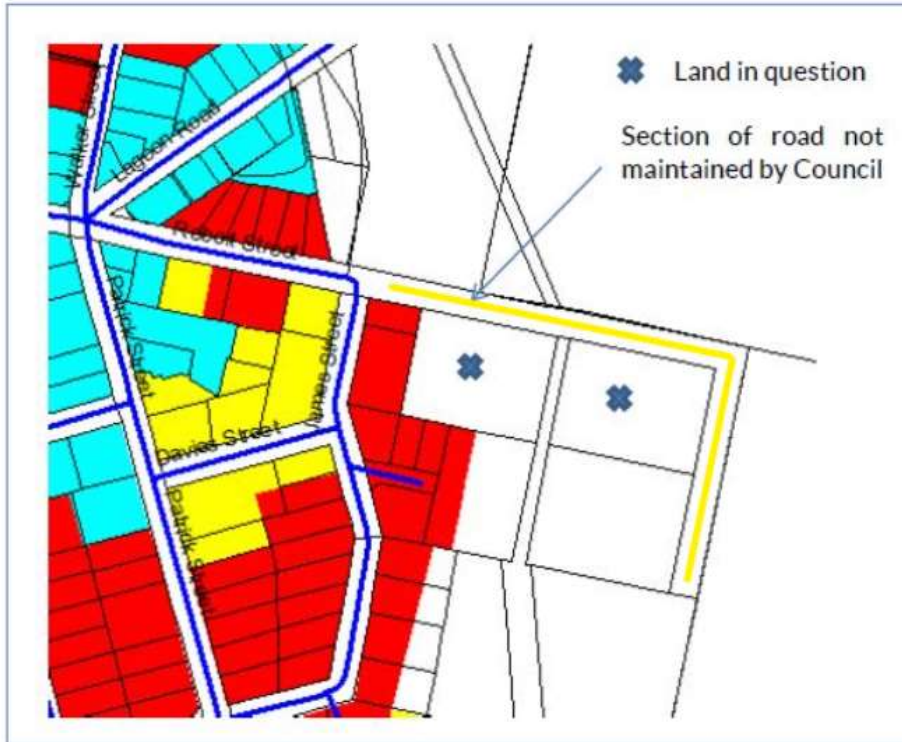 Land in question
Section of road not
maintained by Council
Walker Street
Lagoon Road
Robert Street
Patrick Street
James Street
Davies Street
Patrick Street